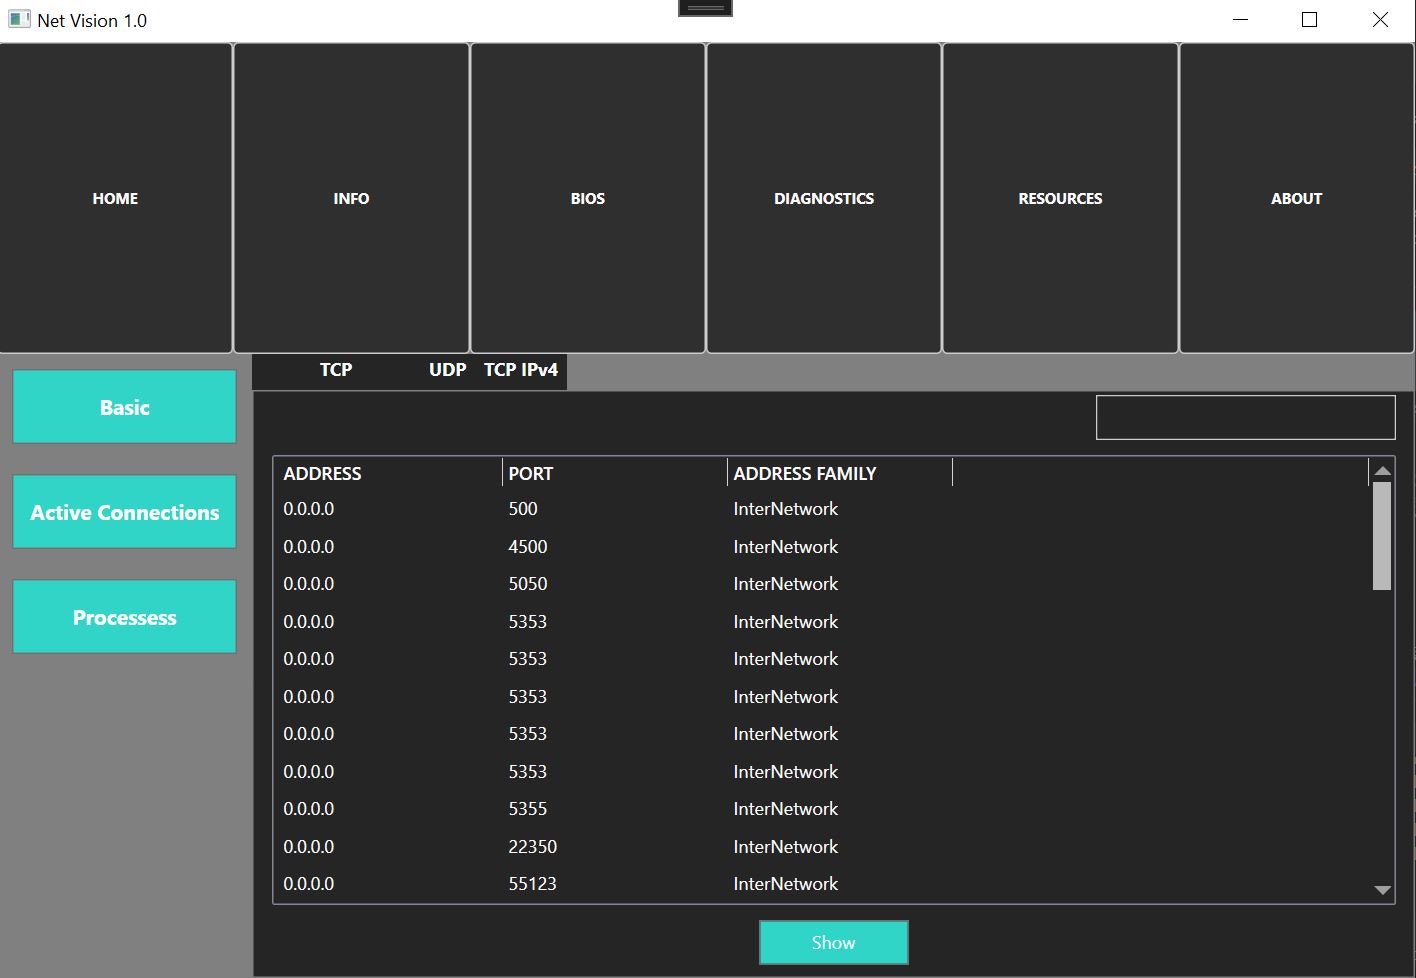 Net Vision 1.0
HOME INFO BIOS DIAGNOSTICS RESOURCES ABOUT
TCP UDP TCP IPv4
Basic
Active Connections
Processess
ADDRESS PORT ADDRESS FAMILY
0.0.0.0 500 InterNetwork
0.0.0.0 4500 InterNetwork
0.0.0.0 5050 InterNetwork
0.0.0.0 5353 InterNetwork
0.0.0.0 5353 InterNetwork
0.0.0.0 5353 InterNetwork
0.0.0.0 5353 InterNetwork
0.0.0.0 5353 InterNetwork
0.0.0.0 5355 InterNetwork
0.0.0.0 22350 InterNetwork
0.0.0.0 55123 InterNetwork
Show